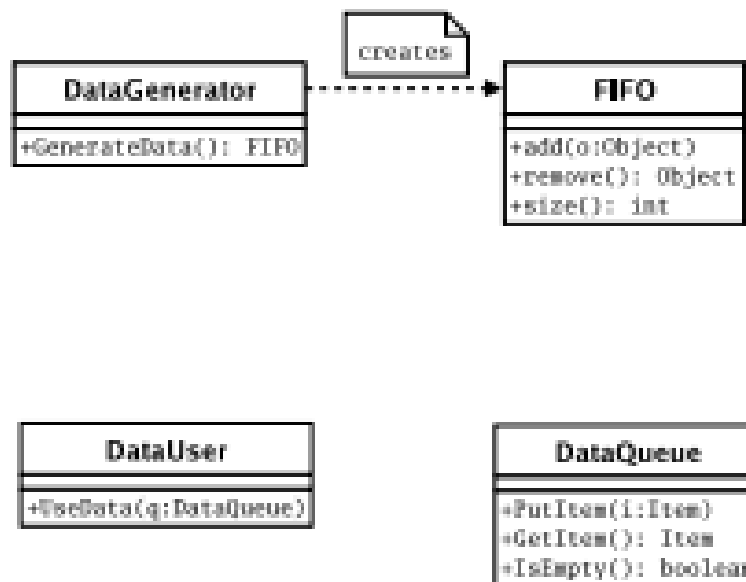 creates
DataGenerator
+GenerateData(): FIFO
FIFO
+add(o:Object)
+remove(): Object
+size(): int
DataUser
+UseData(q:DataQueue)
DataQueue
+PutItem(i:Item)
+GetItem(): Item
+IsEmpty(): boolean